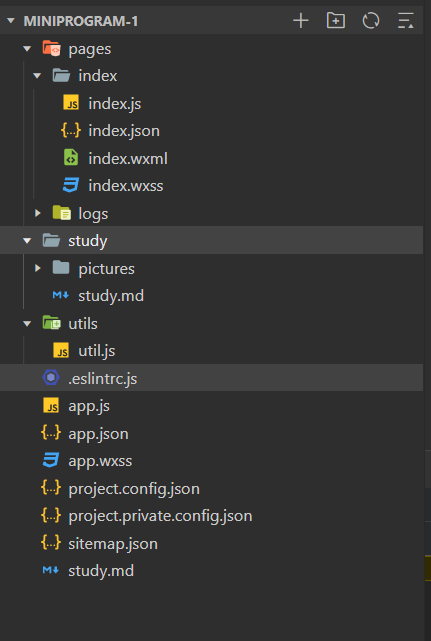 MINIPROGRAM-1
pages
index
JS index.js
{..} index.json
index.wxml
index.wxss
logs
study
pictures
M↓ study.md
utils
JS util.js
.eslintrc.js
JS app.js
{..} app.json
app.wxss
{..} project.config.json
{..} project.private.config.json
{..} sitemap.json
M↓ study.md